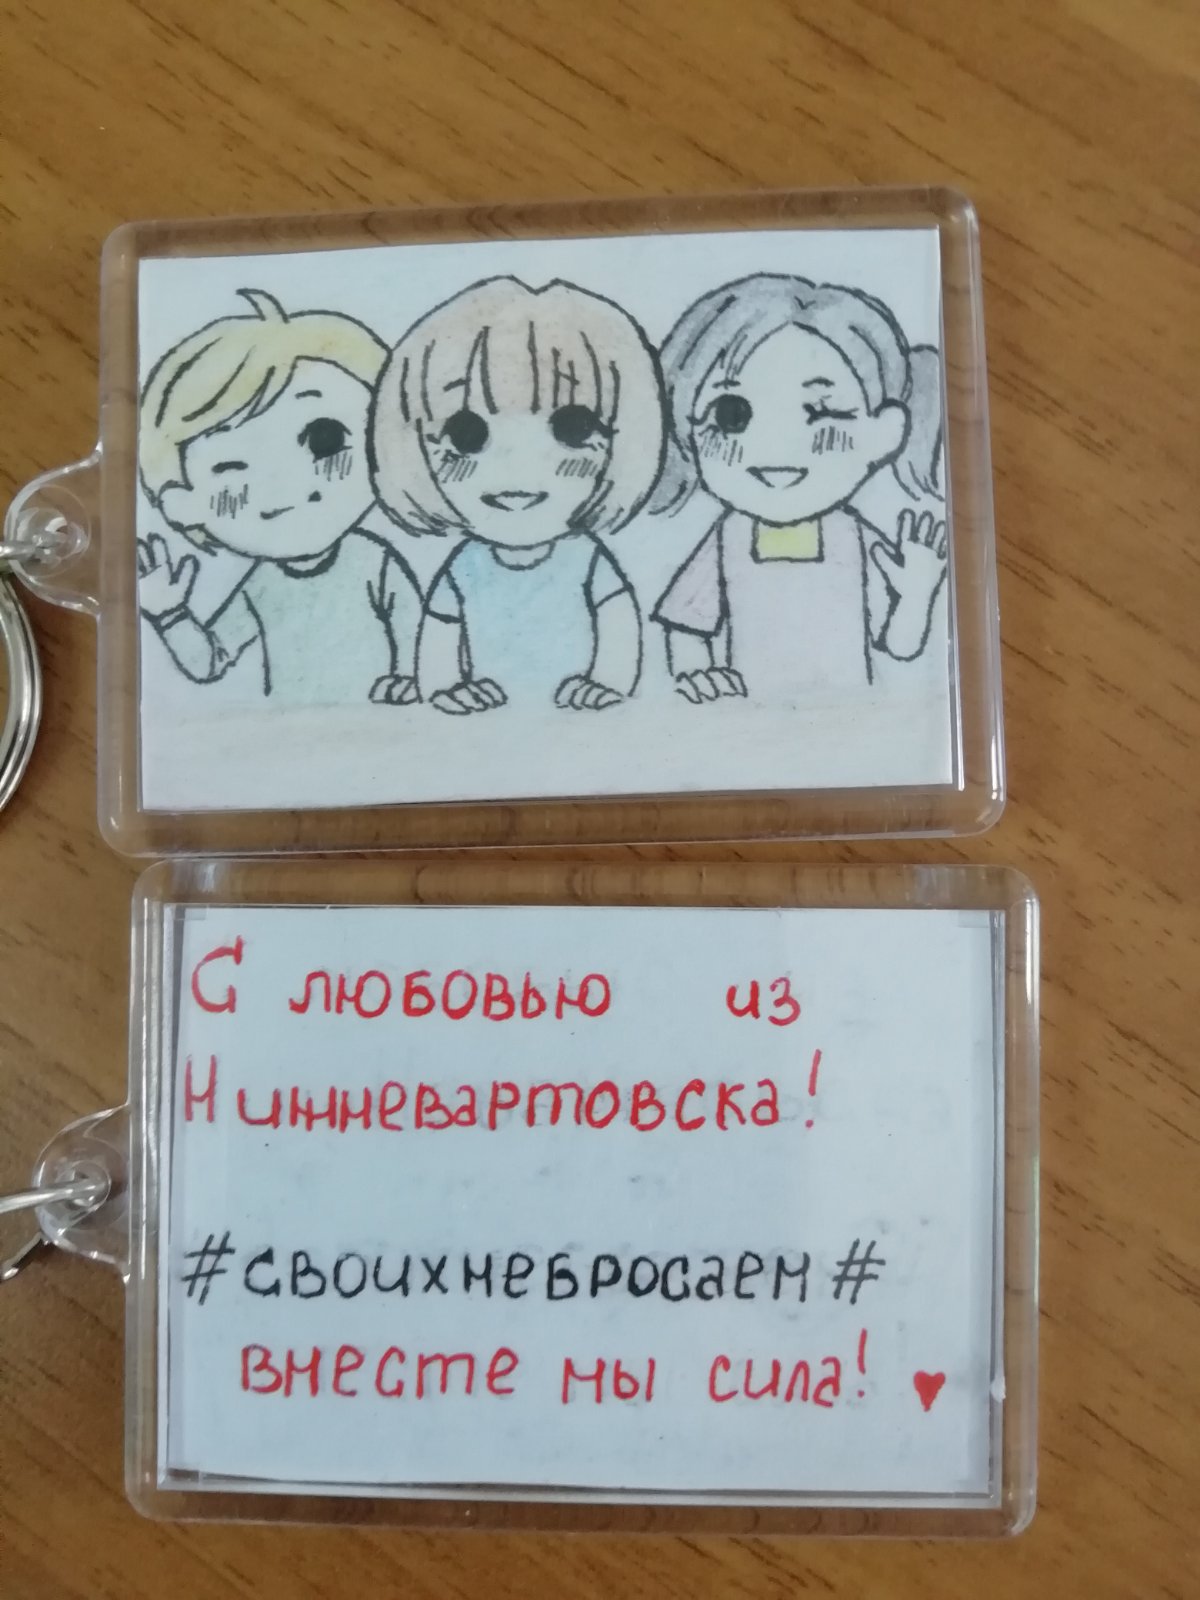 С любовью из
Нижневартовска!
#своихнебросаем#
вместе мы сила!